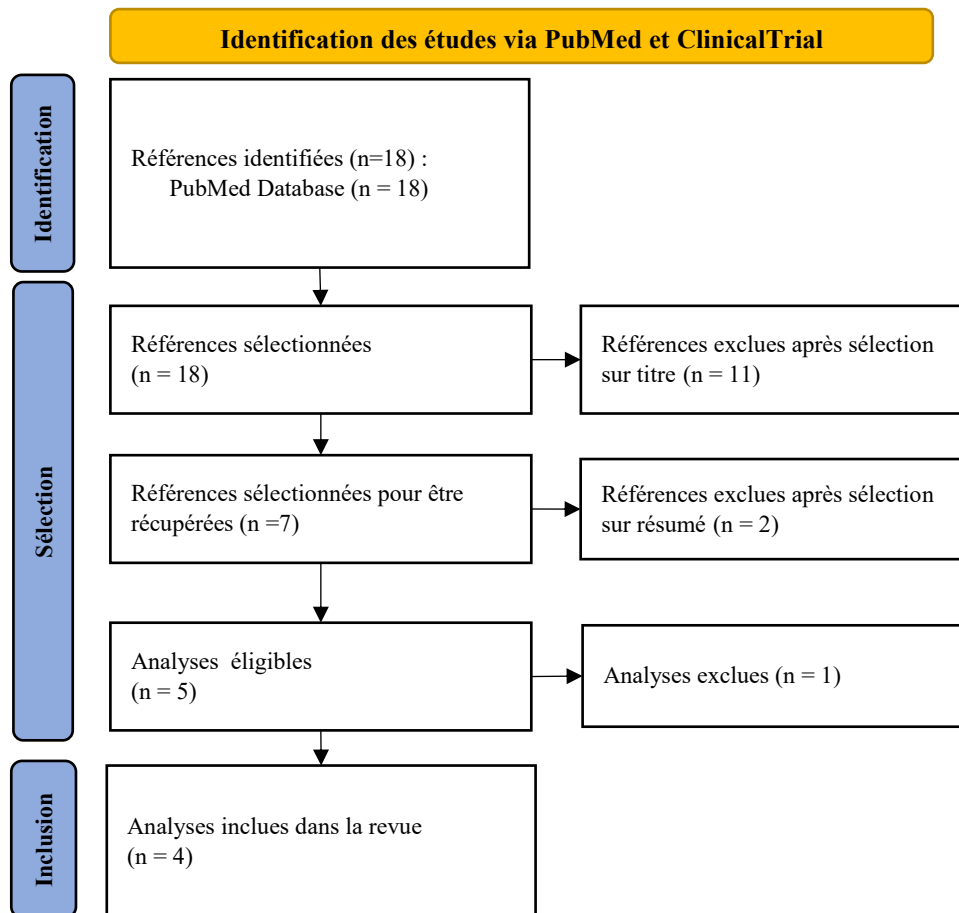 Identification des études via PubMed et ClinicalTrial
Identification
Références identifiées (n=18) :
PubMed Database (n = 18)
Sélection
Références sélectionnées
(n = 18)
Références exclues après sélection
sur titre (n = 11)
Références sélectionnées pour être
récupérées (n =7)
Références exclues après sélection
sur résumé (n = 2)
Analyses  éligibles
(n = 5)
Analyses exclues (n = 1)
Inclusion
Analyses inclues dans la revue
(n = 4)